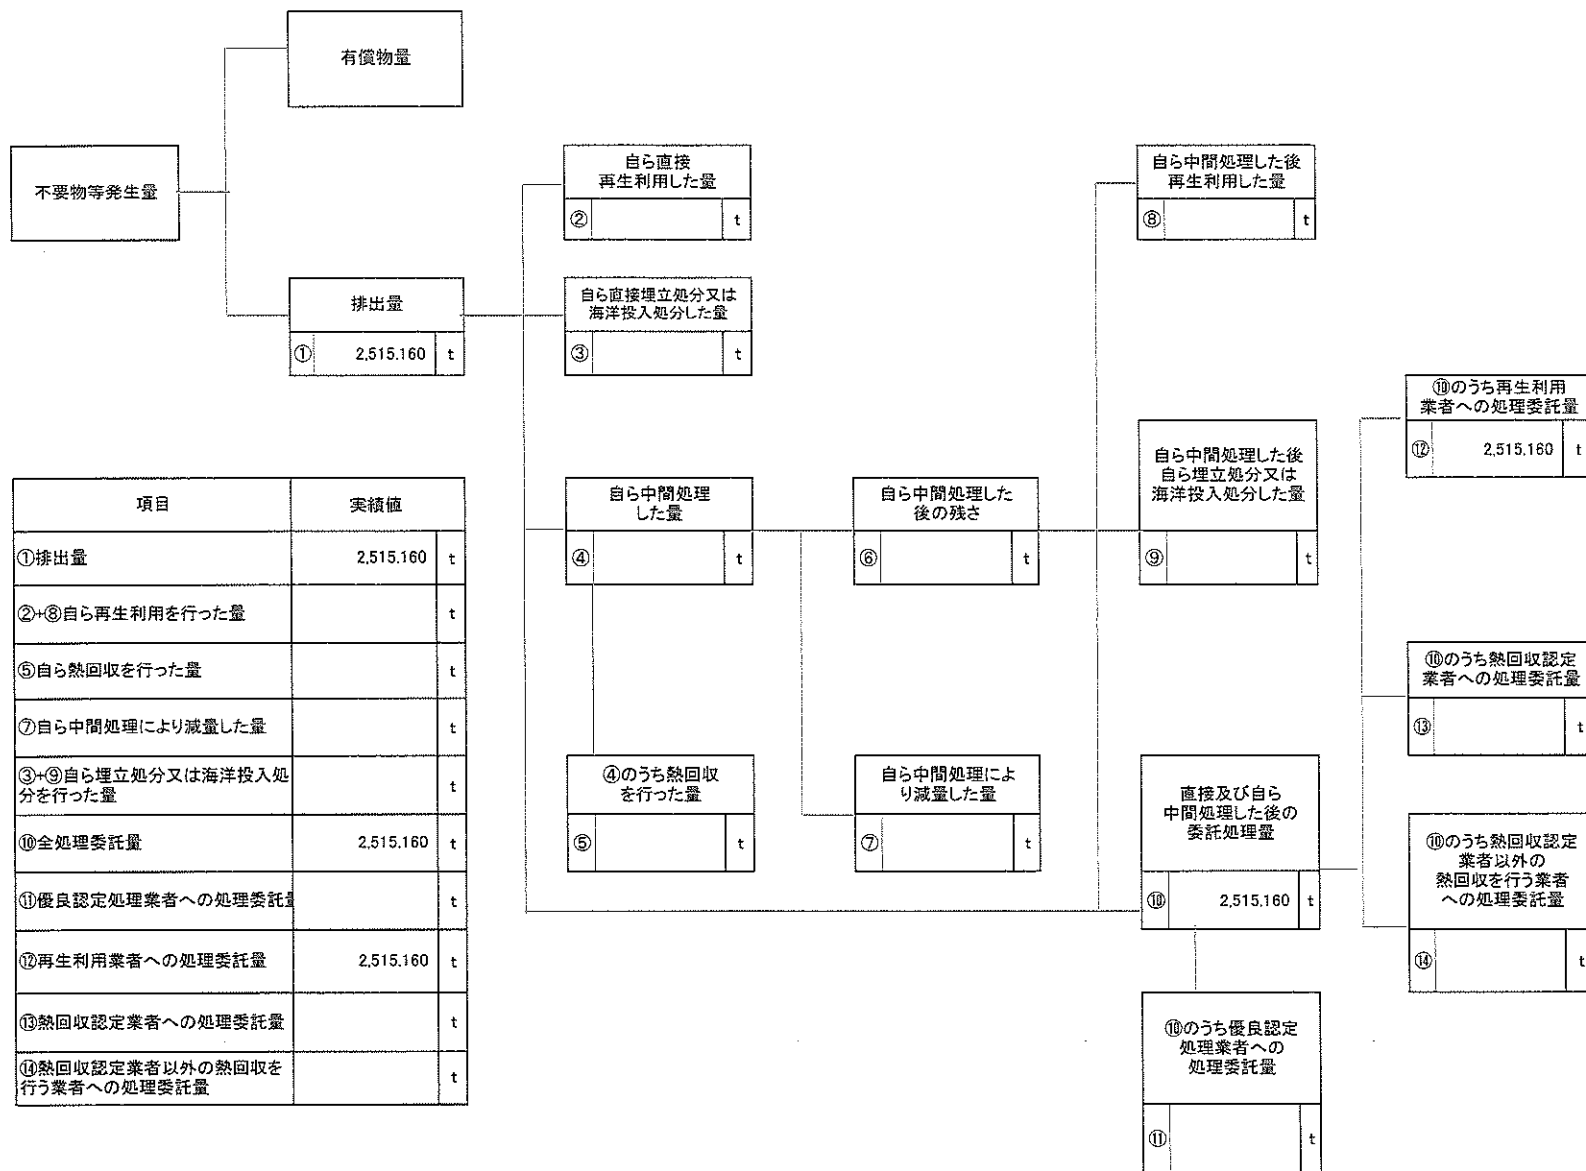 有償物量
不要物等発生量
排出量
① 2,515.160 t
自ら直接
再生利用した量
② t
自ら直接埋立処分又は
海洋投入処分した量
③ t
自ら中間処理
した量
④ t
④のうち熱回収
を行った量
⑤ t
自ら中間処理した
後の残さ
⑥ t
自ら中間処理によ
り減量した量
⑦ t
自ら中間処理した後
再生利用した量
⑧ t
自ら中間処理した後
自ら埋立処分又は
海洋投入処分した量
⑨ t
直接及び自ら
中間処理した後の
委託処理量
⑩ 2,515.160 t
⑩のうち優良認定
処理業者への
処理委託量
⑪ t
⑩のうち再生利用
業者への処理委託量
⑫ 2,515.160 t
⑩のうち熱回収認定
業者への処理委託量
⑬ t
⑩のうち熱回収認定
業者以外の
熱回収を行う業者
への処理委託量
⑭ t
項目 実績値
①排出量 2,515.160 t
②+⑧自ら再生利用を行った量 t
⑤自ら熱回収を行った量 t
⑦自ら中間処理により減量した量 t
③+⑨自ら埋立処分又は海洋投入処
分を行った量 t
⑩全処理委託量 2,515.160 t
⑪優良認定処理業者への処理委託量 t
⑫再生利用業者への処理委託量 2,515.160 t
⑬熱回収認定業者への処理委託量 t
⑭熱回収認定業者以外の熱回収を
行う業者への処理委託量 t